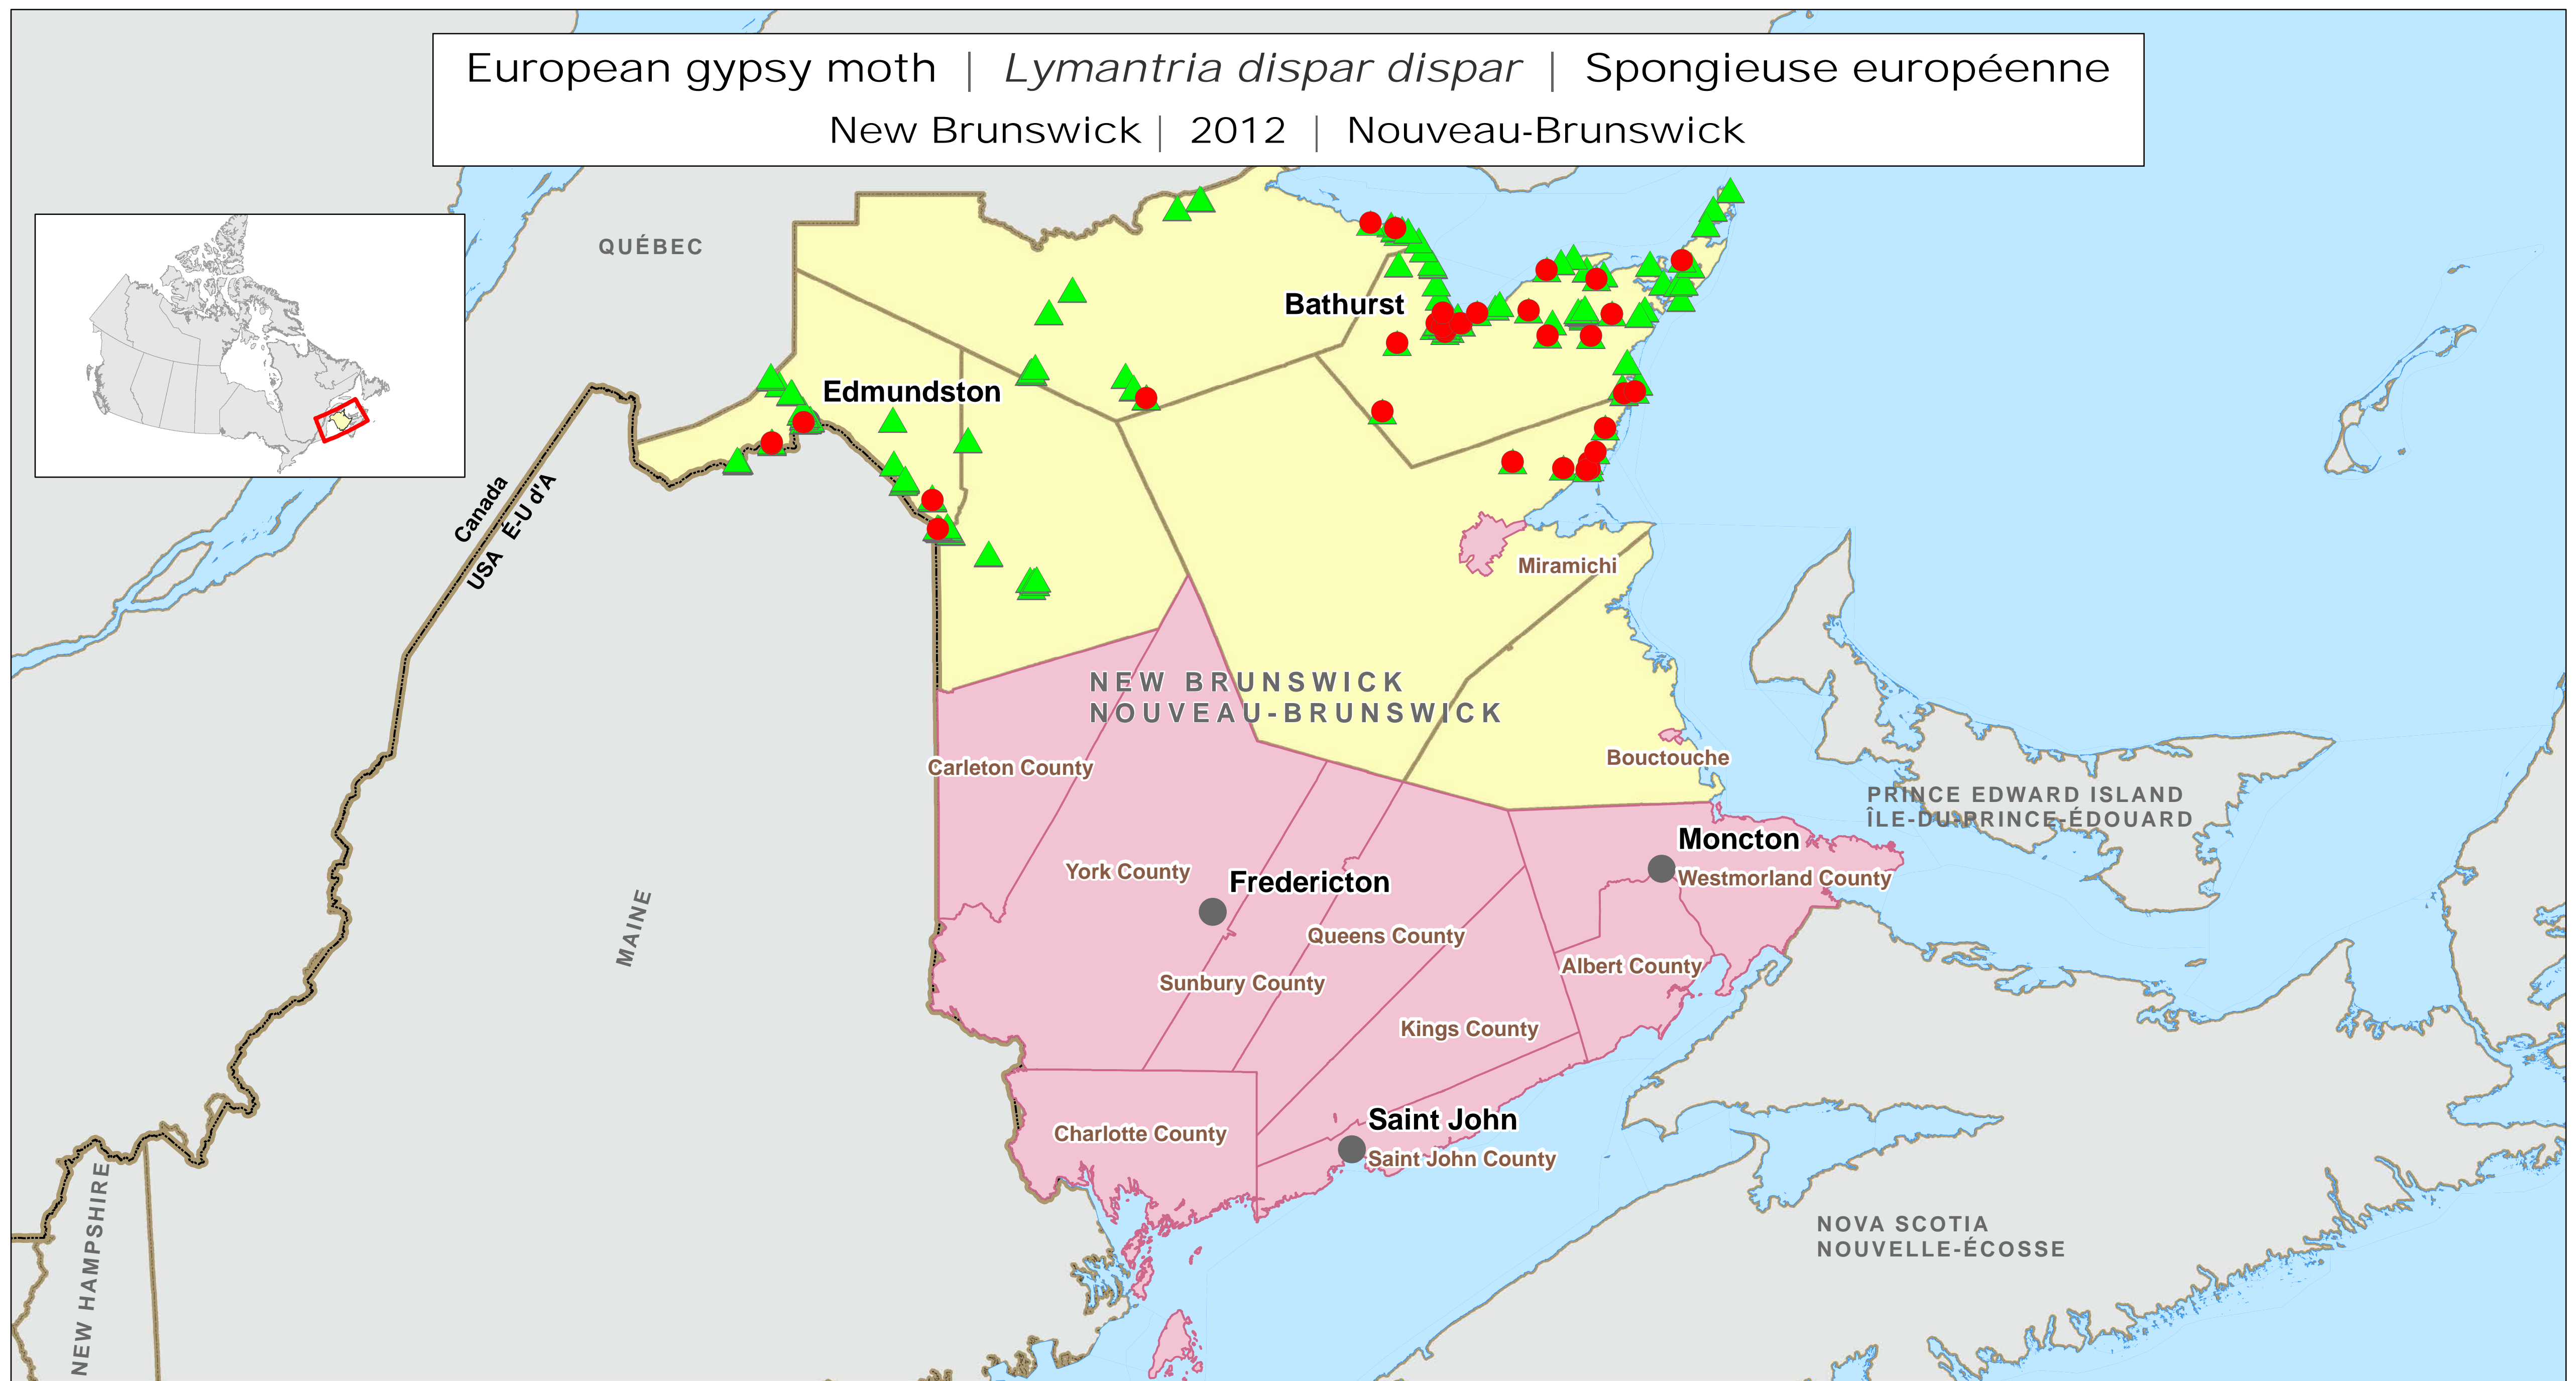 European gypsy moth | Lymantria dispar dispar | Spongieuse européenne
New Brunswick | 2012 | Nouveau-Brunswick
QUÉBEC
Bathurst
Edmundston
Canada
USA É-U d'A
Miramichi
NEW BRUNSWICK
NOUVEAU-BRUNSWICK
Carleton County
Bouctouche
PRINCE EDWARD ISLAND
ÎLE-DU-PRINCE-ÉDOUARD
Moncton
Westmorland County
York County
Fredericton
MAINE
Queens County
Albert County
Sunbury County
Kings County
Saint John
Charlotte County
Saint John County
NEW HAMPSHIRE
NOVA SCOTIA
NOUVELLE-ÉCOSSE